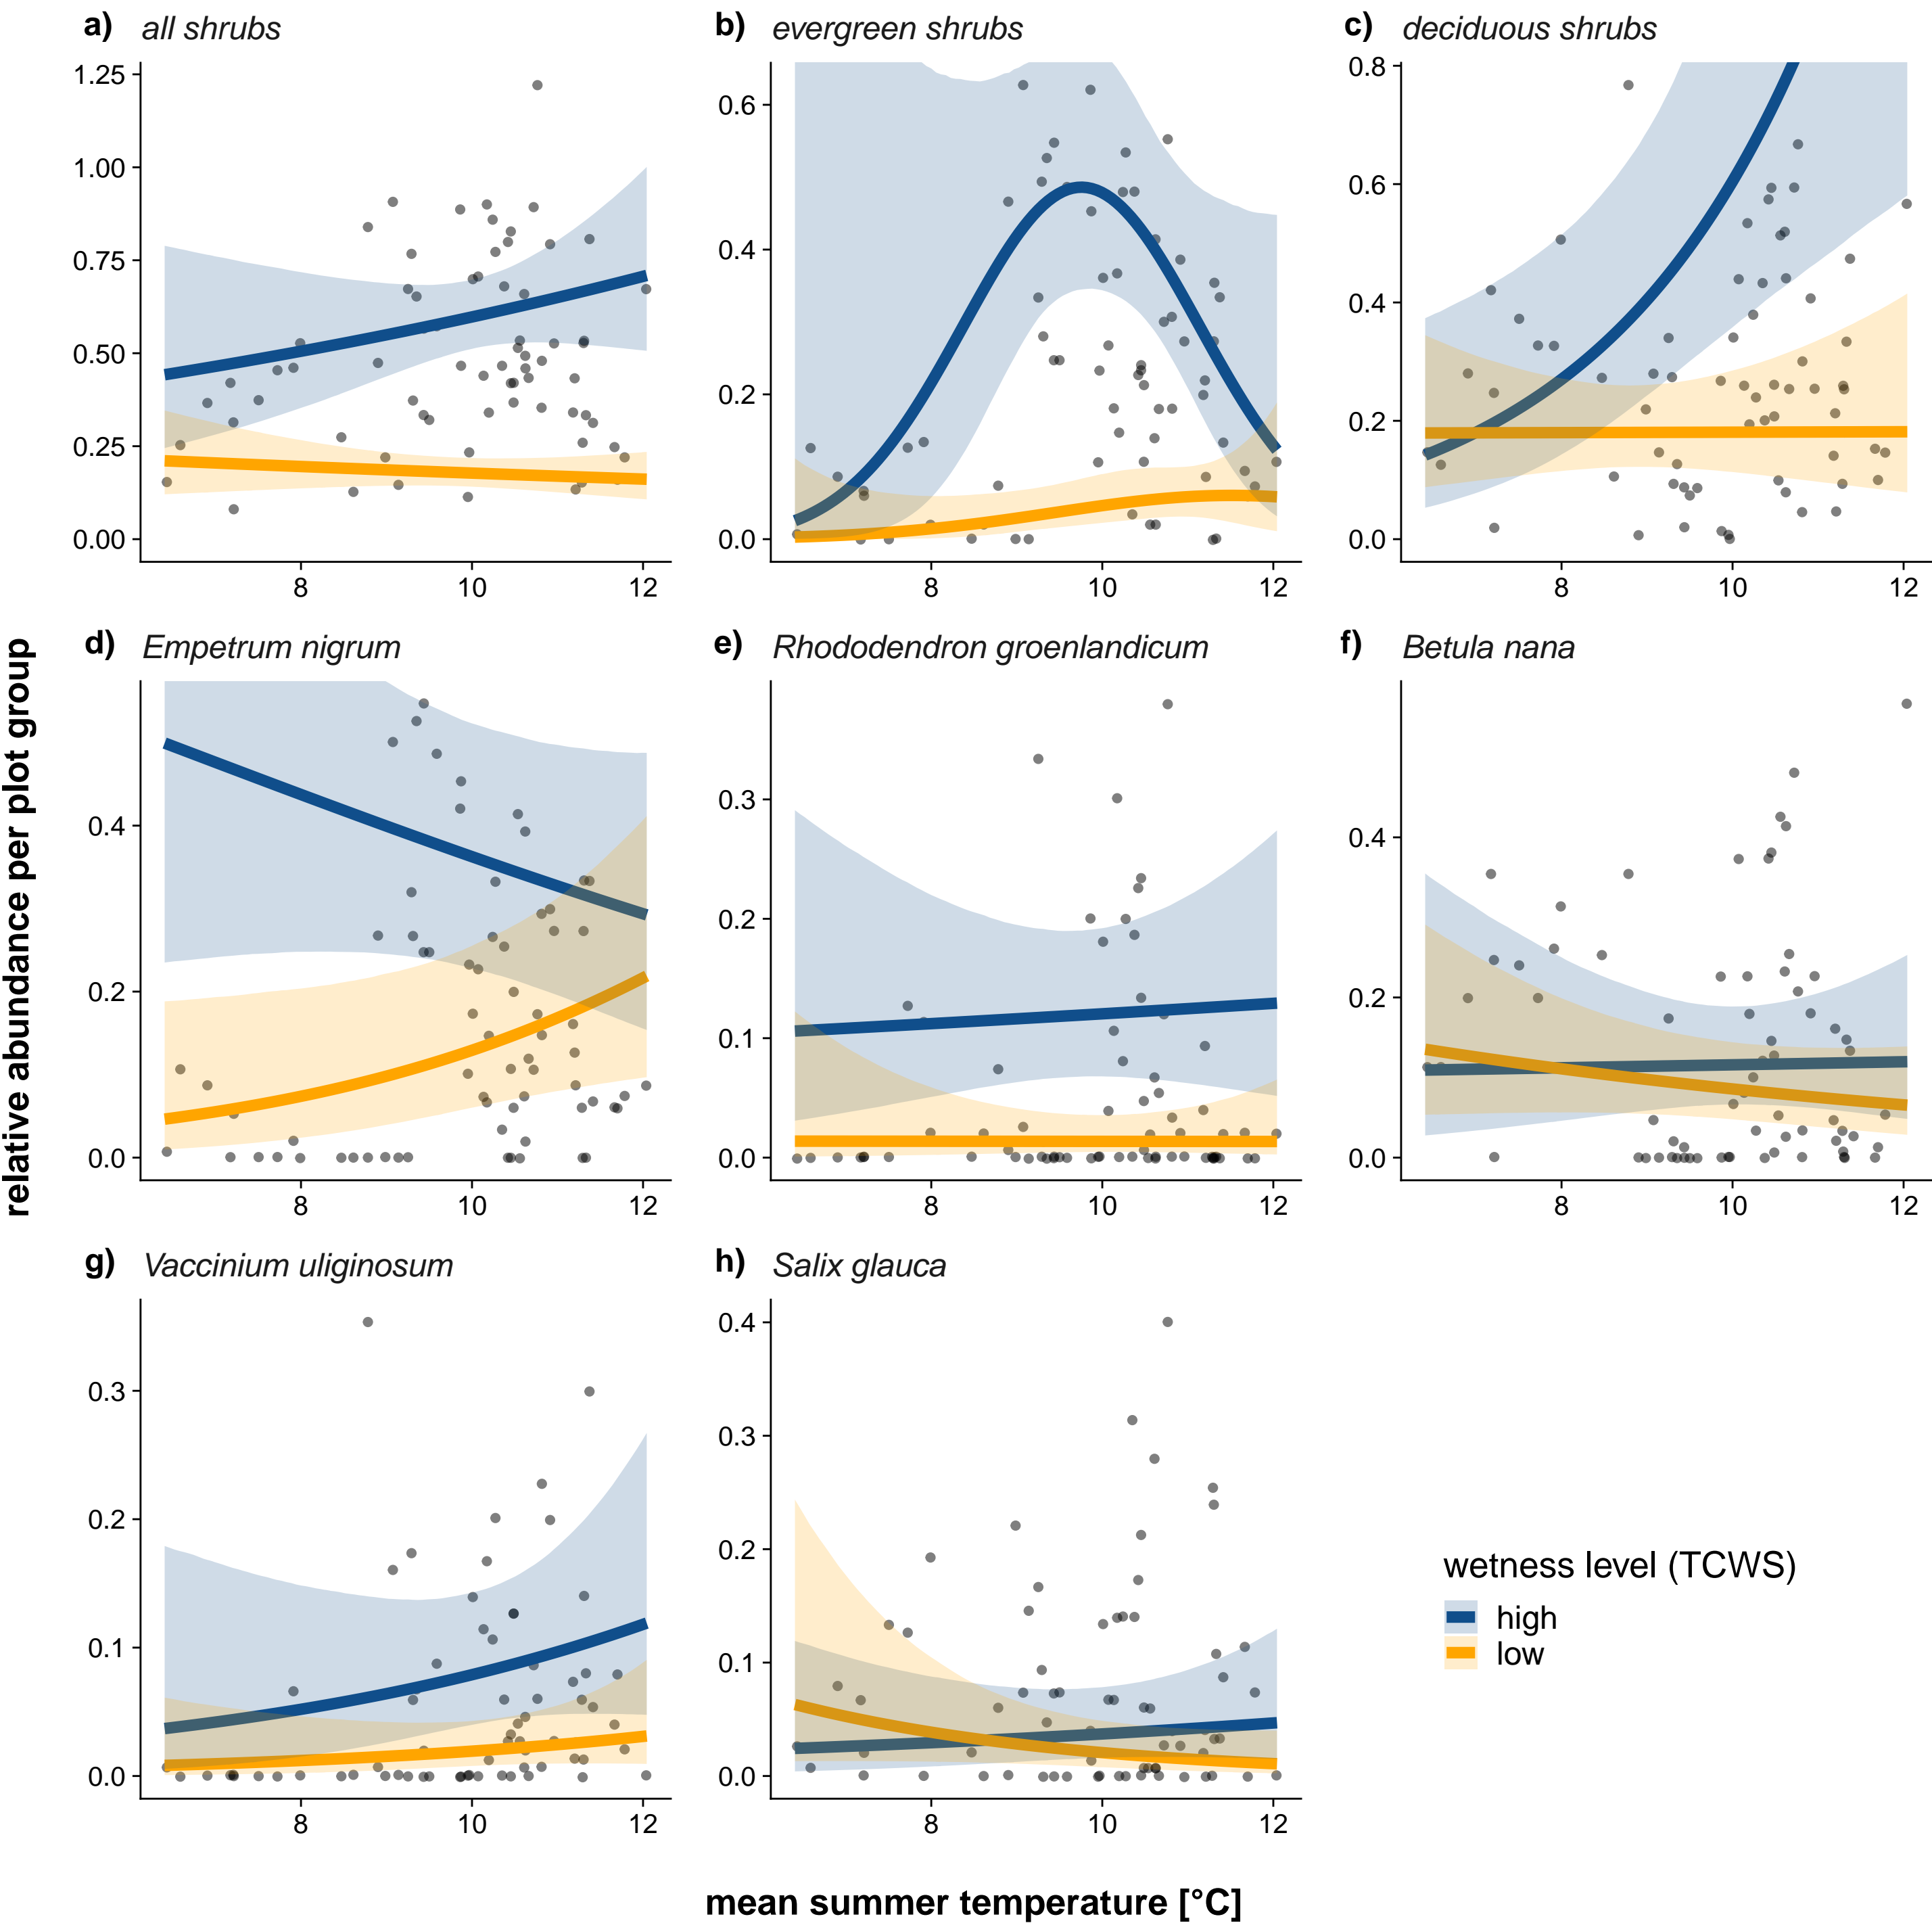 a) all shrubs
b) evergreen shrubs
c) deciduous shrubs
1.25
1.00
0.75
0.50
0.25
0.00
8 10 12
0.6
0.4
0.2
0.0
8 10 12
0.8
0.6
0.4
0.2
0.0
8 10 12
relative abundance per plot group
d) Empetrum nigrum
e) Rhododendron groenlandicum
f) Betula nana
0.4
0.2
0.0
8 10 12
0.3
0.2
0.1
0.0
8 10 12
0.4
0.2
0.0
8 10 12
g) Vaccinium uliginosum
h) Salix glauca
0.3
0.2
0.1
0.0
8 10 12
0.4
0.3
0.2
0.1
0.0
8 10 12
wetness level (TCWS)
high
low
mean summer temperature [°C]